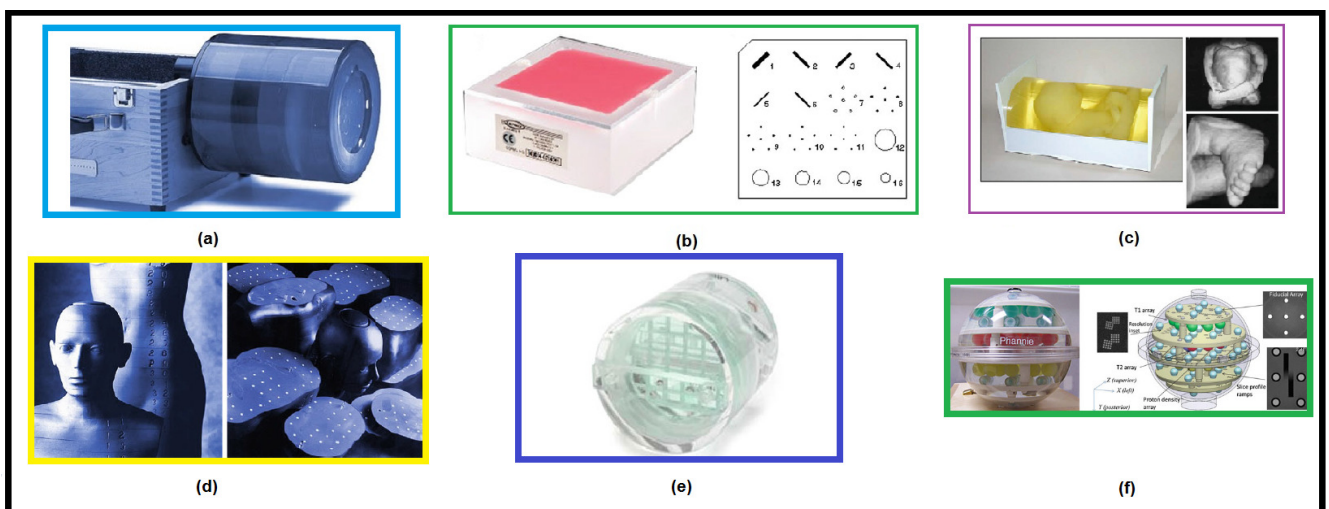 1 2 3 4
5 6 7 8
9 10 11 12
13 14 15 16
(a)
(b)
(c)
Phannie
T1 array
Resolution inset
Fiducial Array
T2 array
Z (superior)
X (left)
Y (posterior)
Proton density array
Slice profile ramps
(d)
(e)
(f)